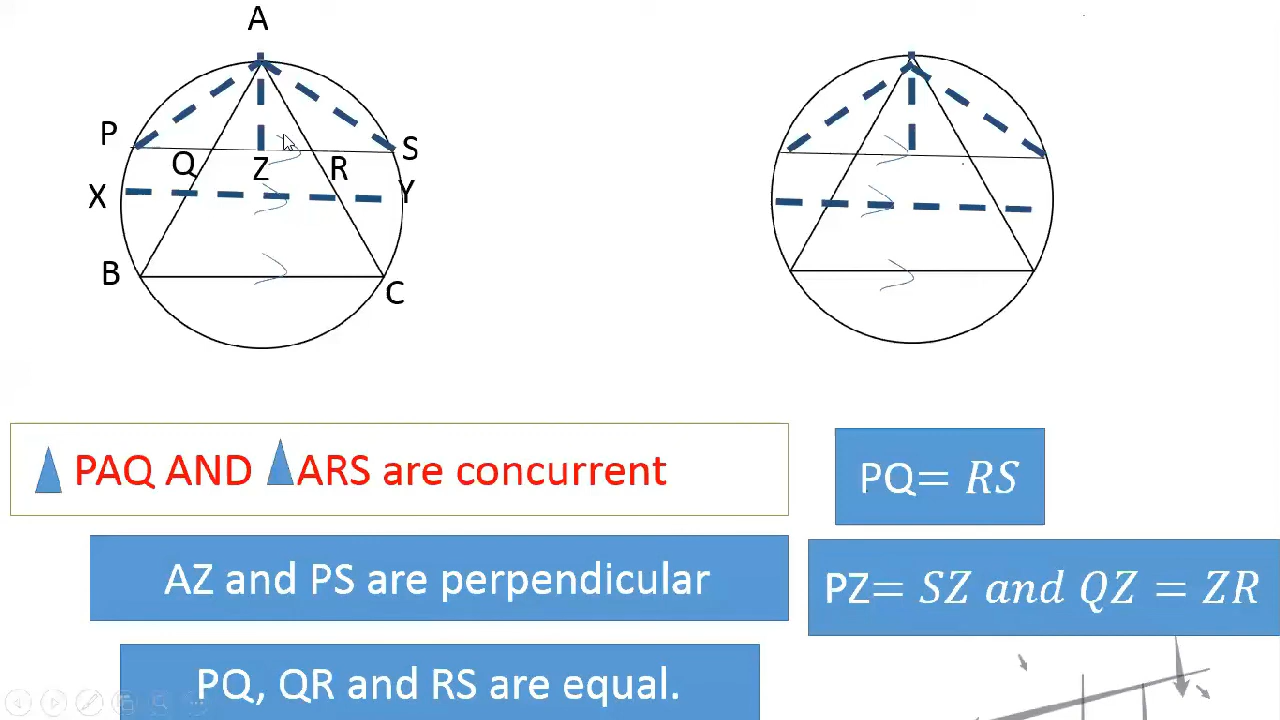 A
P
S
Q
Z
R
X
Y
B
C
PAQ AND ARS are concurrent
PQ= RS
AZ and PS are perpendicular
PZ= SZ and QZ = ZR
PQ, QR and RS are equal.